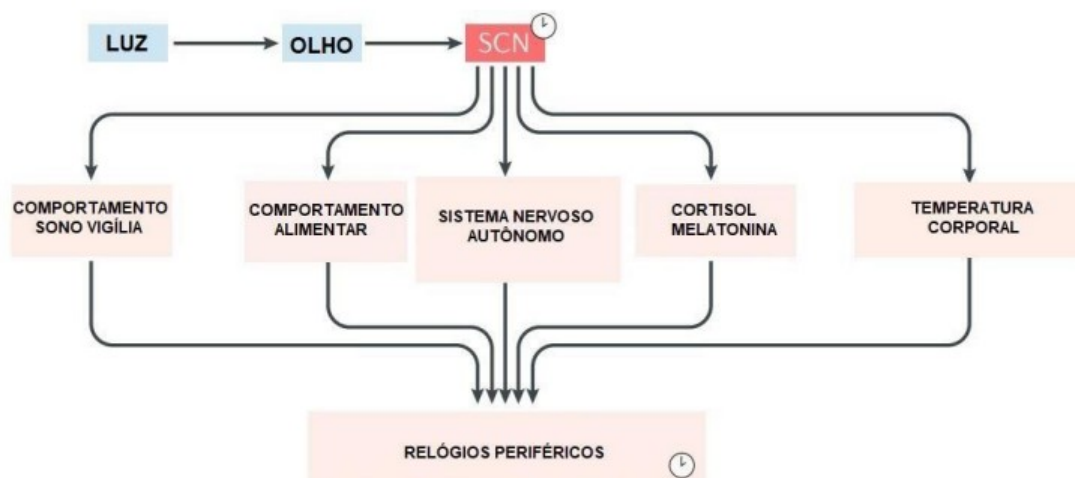 LUZ
OLHO
SCN
COMPORTAMENTO
SONO VIGÍLIA
COMPORTAMENTO
ALIMENTAR
SISTEMA NERVOSO
AUTÔNOMO
CORTISOL
MELATONINA
TEMPERATURA
CORPORAL
RELÓGIOS PERIFÉRICOS